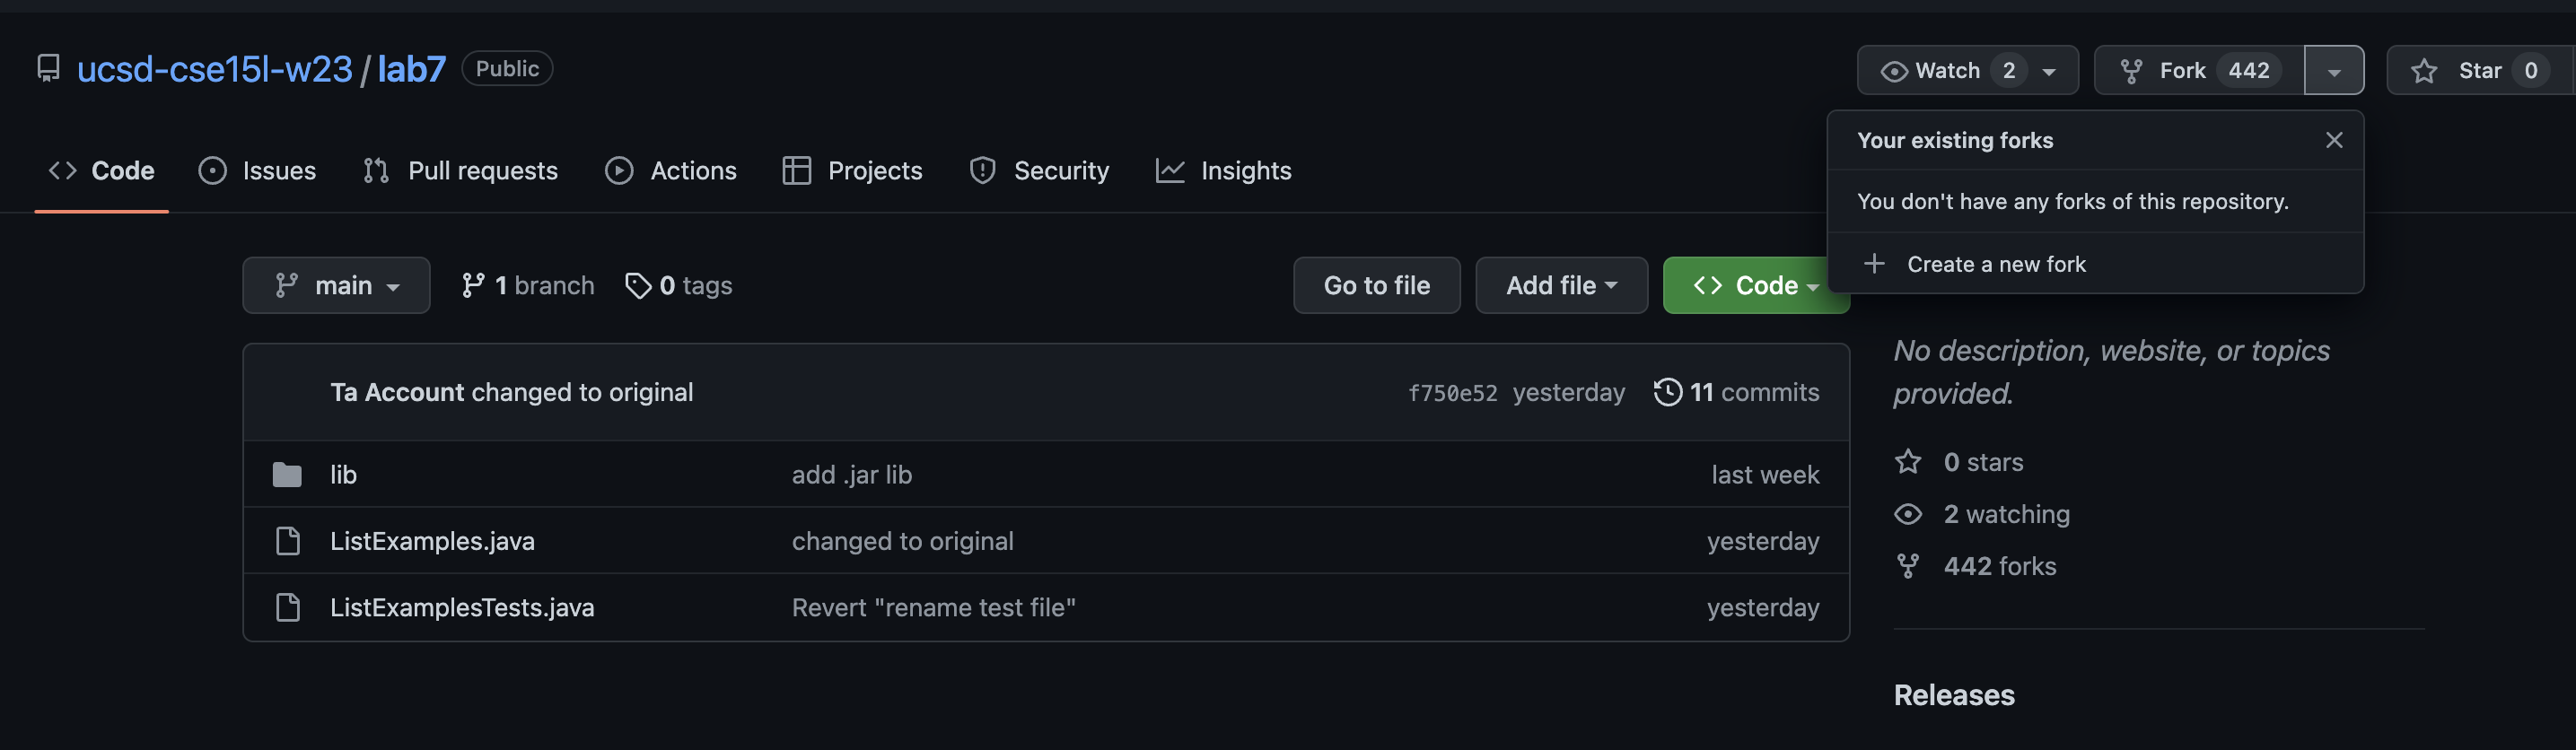 ucsd-cse15l-w23 / lab7 Public
Watch 2 Fork 442 Star 0
Your existing forks
You don't have any forks of this repository.
Create a new fork
Code Issues Pull requests Actions Projects Security Insights
main 1 branch 0 tags Go to file Add file Code
Ta Account changed to original f750e52 yesterday 11 commits
lib add .jar lib last week
ListExamples.java changed to original yesterday
ListExamplesTests.java Revert "rename test file" yesterday
No description, website, or topics
provided.
0 stars
2 watching
442 forks
Releases